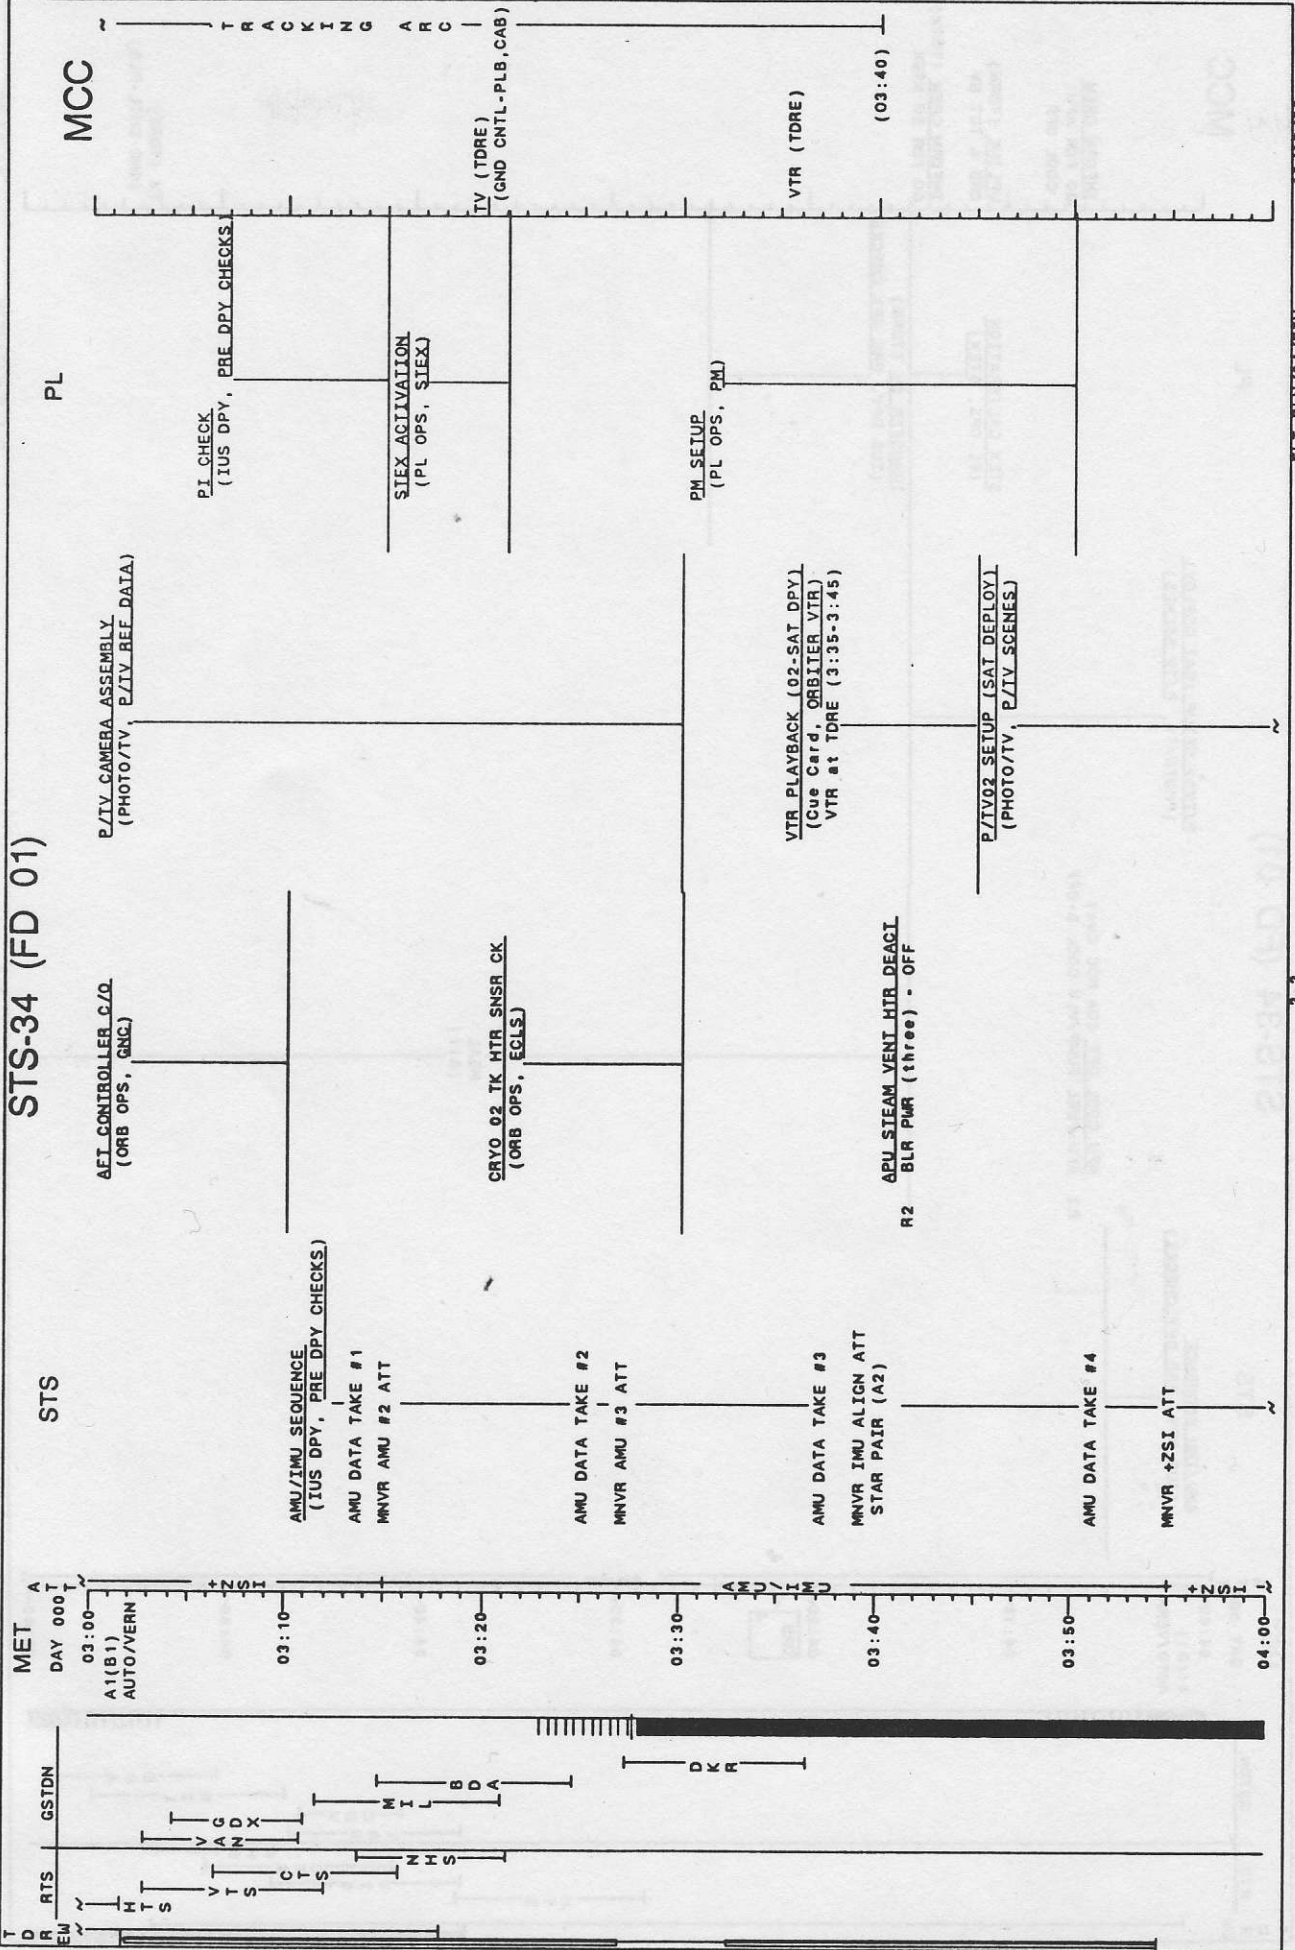 STS-34 (FD 01)
MET
DAY 000
ATT
STS
PL
MCC
T
D
R
EW
RTS
GSTDN
03:00
A1(B1)
AUTO/VERN
03:10
03:20
03:30
03:40
03:50
04:00
HTS
VTS
CTS
NHS
VAN
GDX
MIL
BDA
DKR
+ZSI
AMU/IMU
+ZSI
AMU/IMU SEQUENCE
(IUS DPY, PRE DPY CHECKS)
AMU DATA TAKE #1
MNVR AMU #2 ATT
AMU DATA TAKE #2
MNVR AMU #3 ATT
AMU DATA TAKE #3
MNVR IMU ALIGN ATT
STAR PAIR (A2)
AMU DATA TAKE #4
MNVR +ZSI ATT
AFT CONTROLLER C/O
(ORB OPS, GNC)
CRYO O2 TK HTR SNSR CK
(ORB OPS, ECLS)
APU STEAM VENT HTR DEACT
R2 BLR PWR (three) - OFF
P/TV CAMERA ASSEMBLY
(PHOTO/TV, P/TV REF DATA)
VTR PLAYBACK (02-SAT DPY)
(Cue Card, ORBITER VTR)
VTR at TDRE (3:35-3:45)
P/TV02 SETUP (SAT DEPLOY)
(PHOTO/TV, P/TV SCENES)
PI CHECK
(IUS DPY, PRE DPY CHECKS)
STEX ACTIVATION
(PL OPS, STEX)
PM SETUP
(PL OPS, PM)
TRACKING ARC
TV (TDRE)
(GND CNTL-PLB,CAB)
VTR (TDRE)
(03:40)